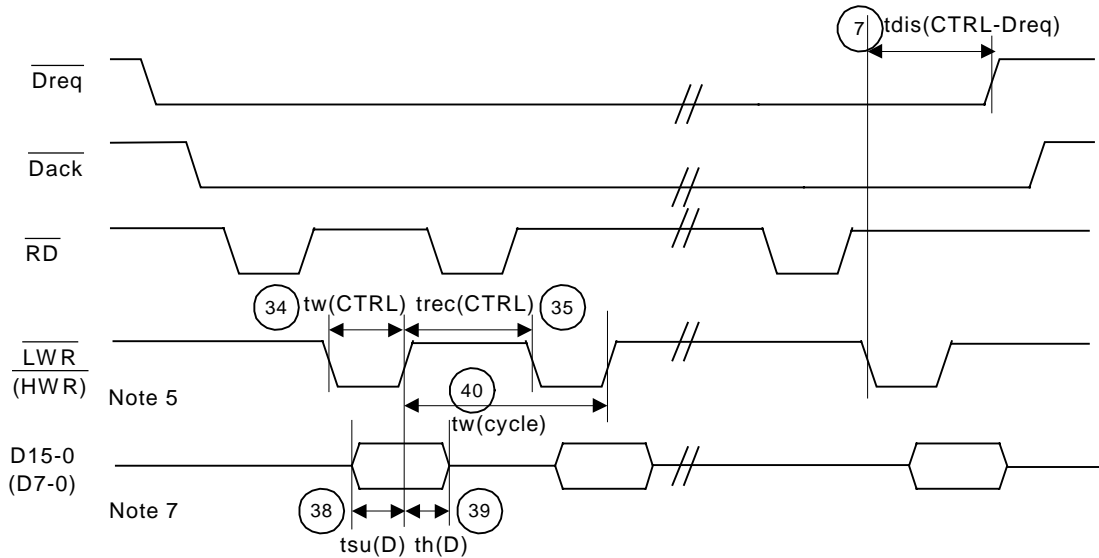 7 tdis(CTRL-Dreq)
Dreq
Dack
RD
34 tw(CTRL) trec(CTRL) 35
LWR
(HWR)
Note 5
40
tw(cycle)
D15-0
(D7-0)
Note 7
38 39
tsu(D) th(D)